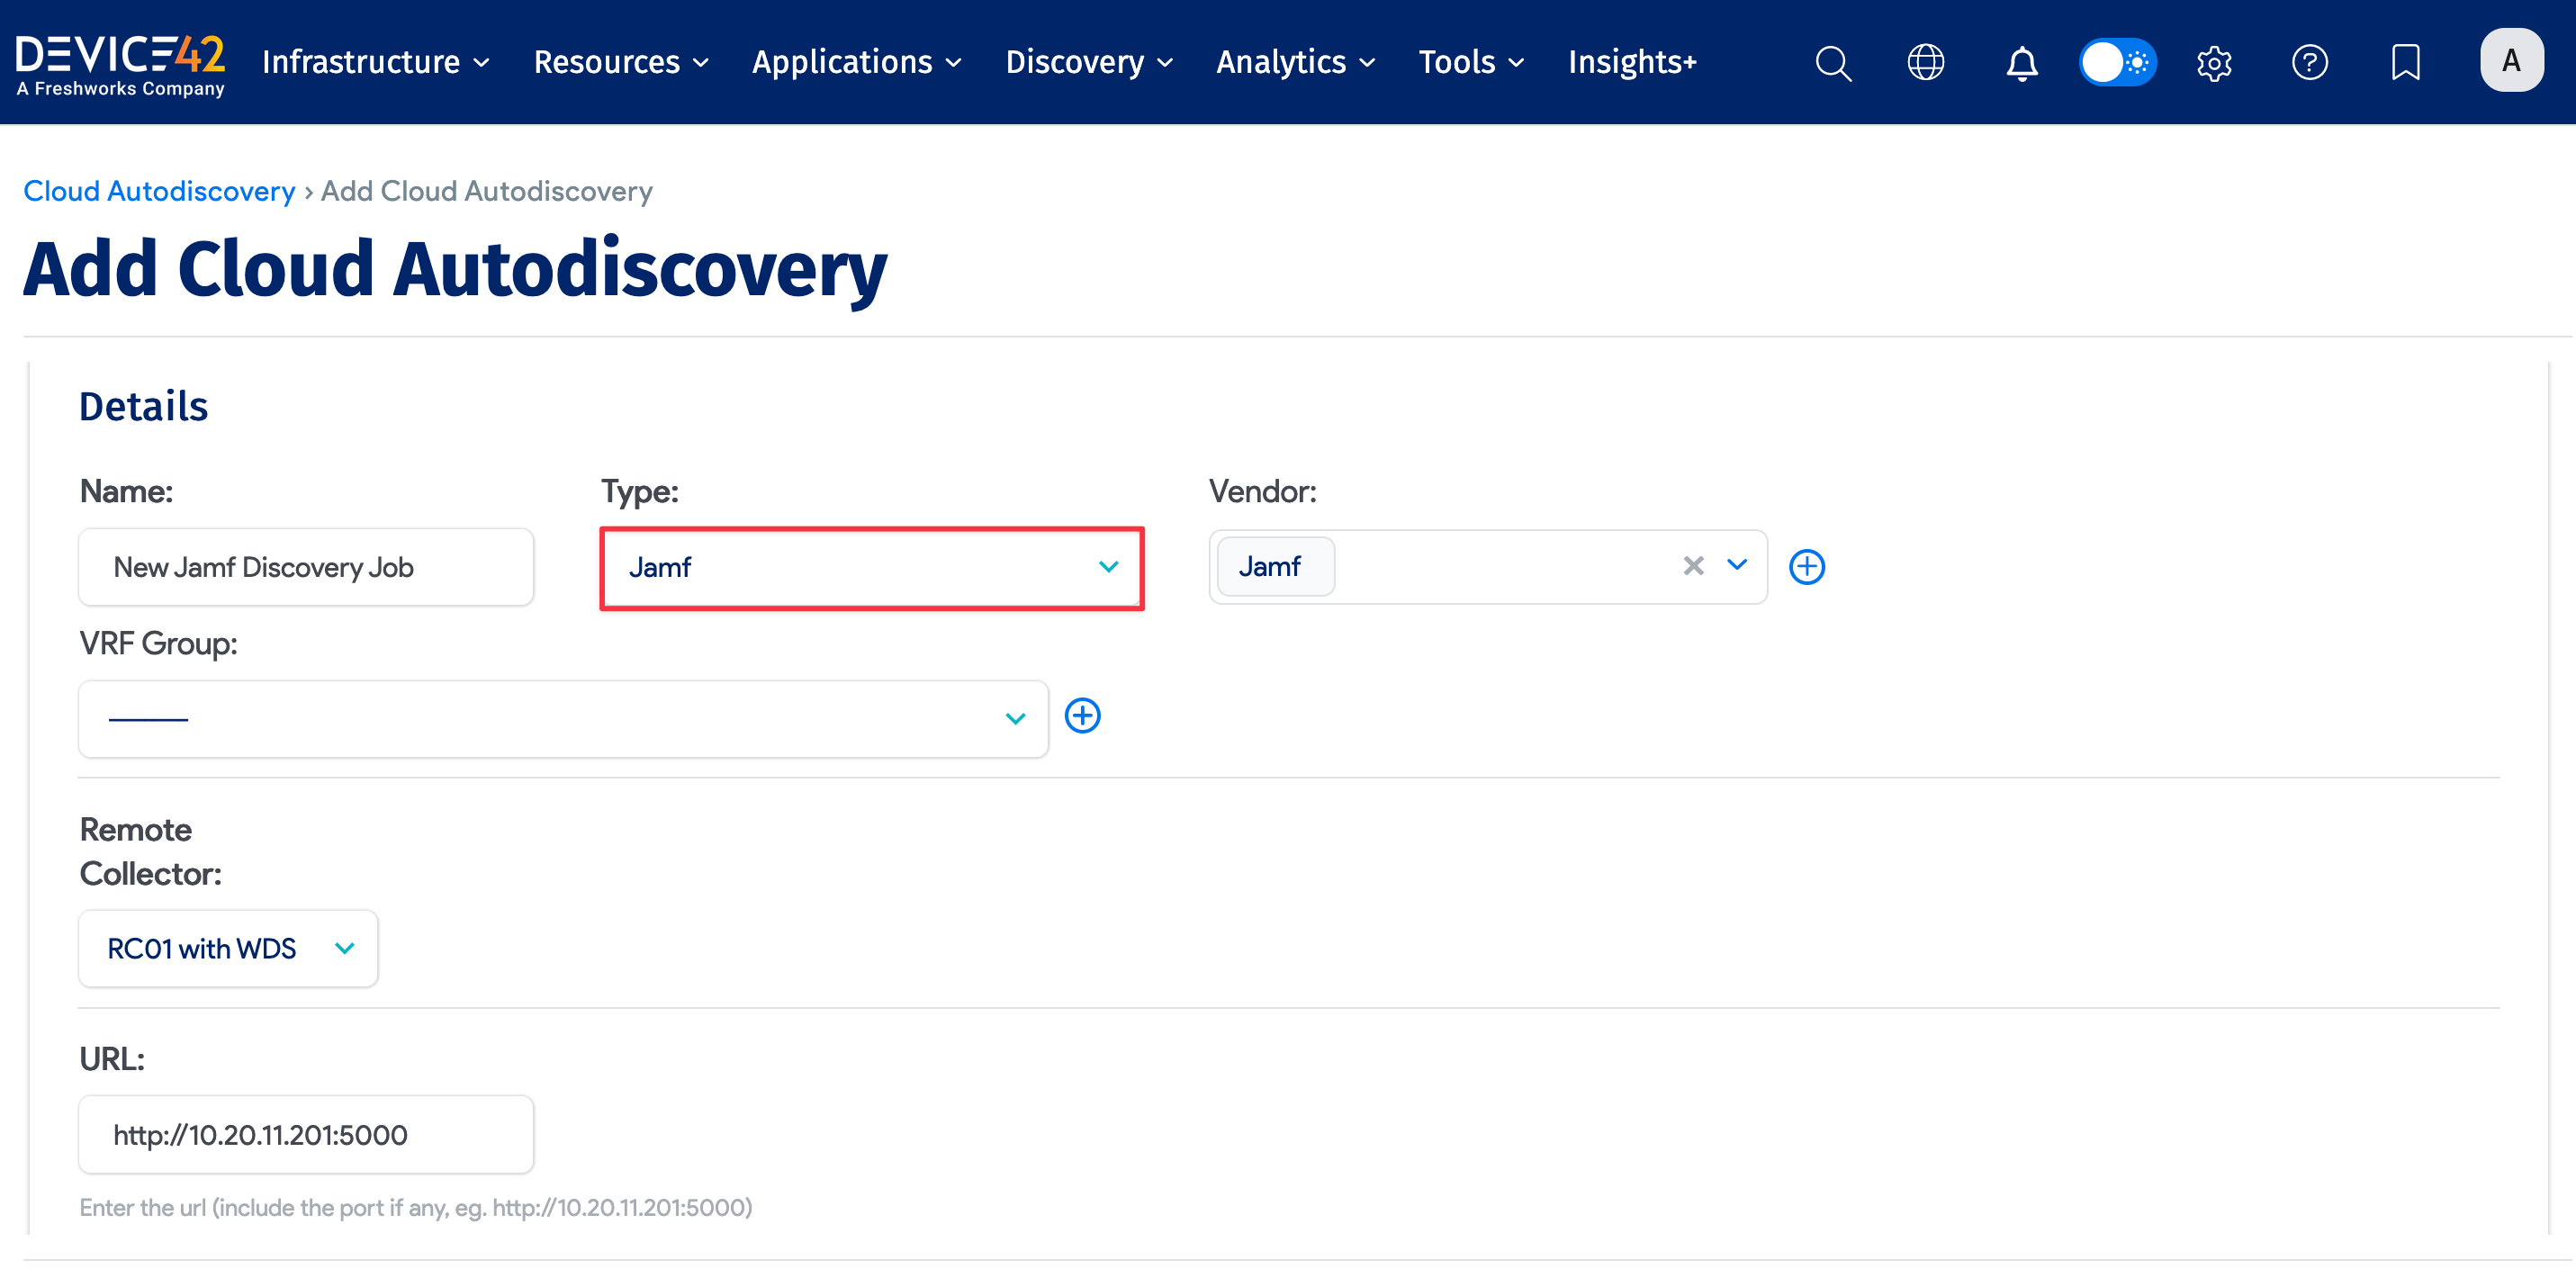 DEVICE42
A Freshworks Company
Infrastructure Resources Applications Discovery Analytics Tools Insights+
A
Cloud Autodiscovery › Add Cloud Autodiscovery
Add Cloud Autodiscovery
Details
Name: Type: Vendor:
New Jamf Discovery Job Jamf Jamf
VRF Group:
Remote
Collector:
RC01 with WDS
URL:
http://10.20.11.201:5000
Enter the url (include the port if any, eg. http://10.20.11.201:5000)